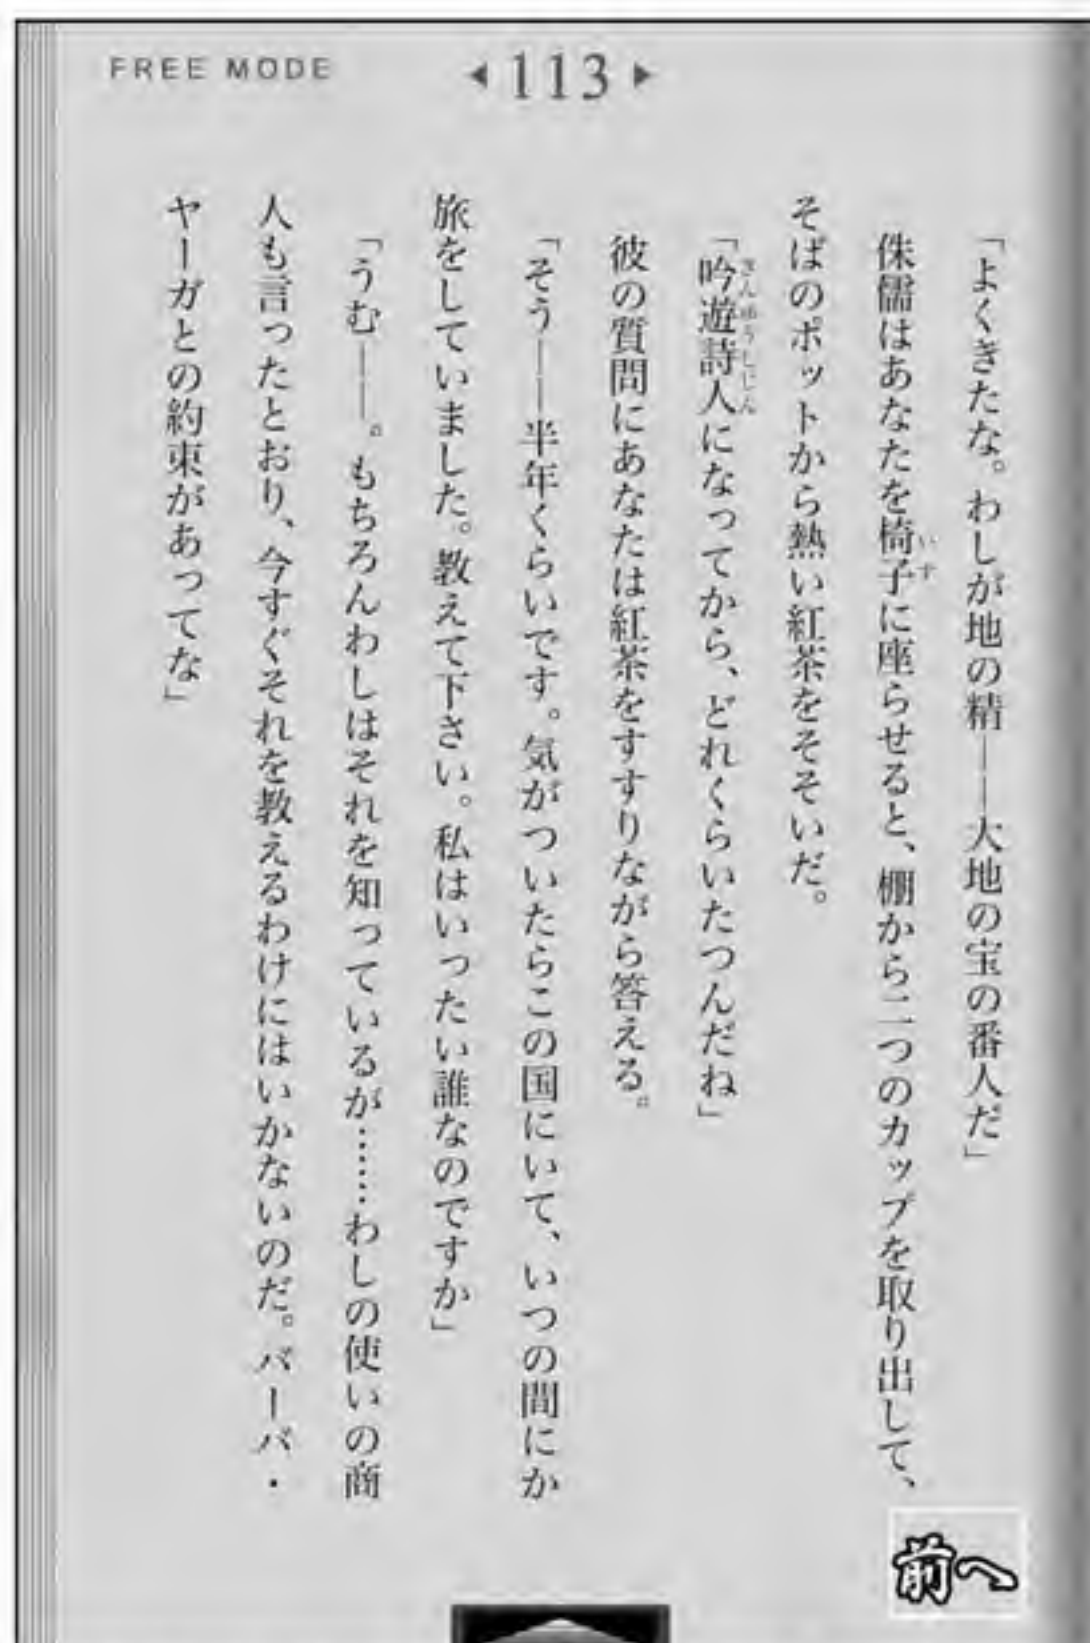 FREE MODE
◀113▶
「よくきたな。わしが地の精――大地の宝の番人だ」
侏儒はあなたを椅子に座らせると、棚から二つのカップを取り出して、
そばのポットから熱い紅茶をそそいだ。
「吟遊詩人になってから、どれくらいたつんだね」
彼の質問にあなたは紅茶をすすりながら答える。
「そう――半年くらいです。気がついたらこの国にいて、いつの間にか
旅をしていました。教えて下さい。私はいったい誰なのですか」
「うむ――。もちろんわしはそれを知っているが……わしの使いの商
人も言ったとおり、今すぐそれを教えるわけにはいかないのだ。バーバ・
ヤーガとの約束があってな」
前へ